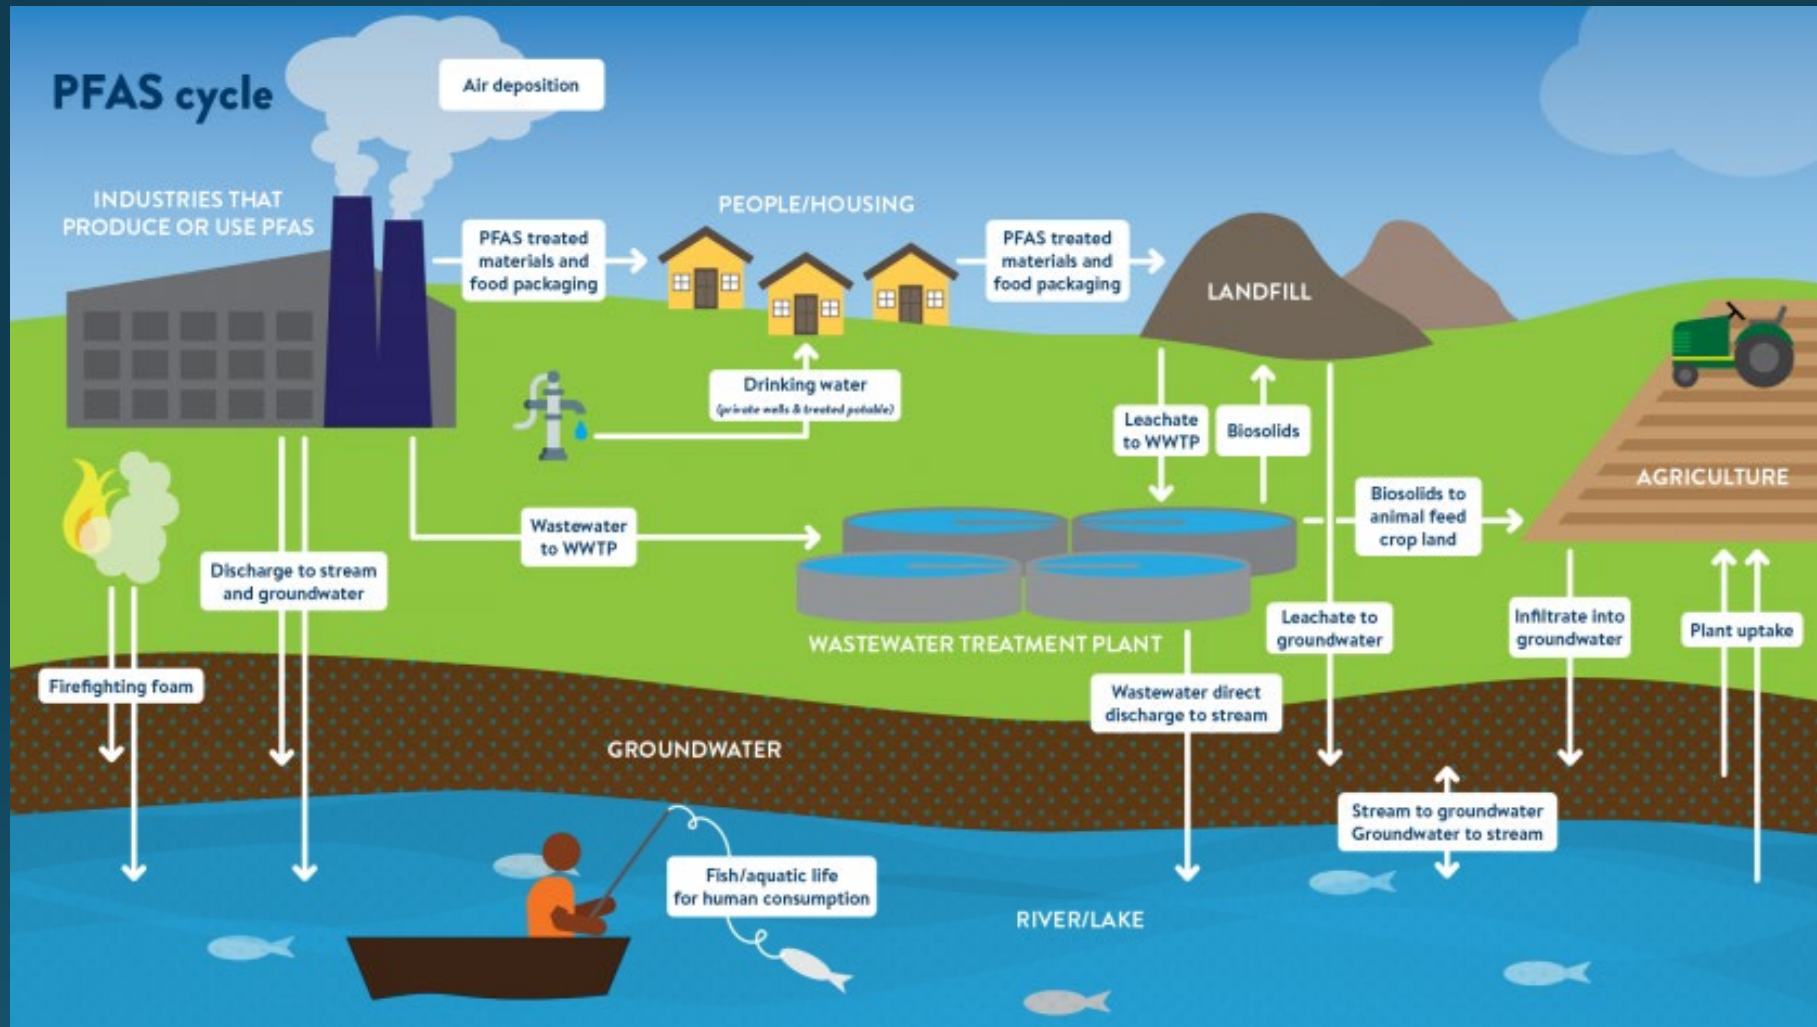 PFAS cycle
Air deposition
INDUSTRIES THAT
PRODUCE OR USE PFAS
PFAS treated
materials and
food packaging
PEOPLE/HOUSING
PFAS treated
materials and
food packaging
LANDFILL
Drinking water
(private wells & treated potable)
Leachate
to WWTP
Biosolids
AGRICULTURE
Wastewater
to WWTP
Biosolids to
animal feed
crop land
Discharge to stream
and groundwater
WASTEWATER TREATMENT PLANT
Leachate to
groundwater
Infiltrate into
groundwater
Plant uptake
Firefighting foam
Wastewater direct
discharge to stream
GROUNDWATER
Stream to groundwater
Groundwater to stream
Fish/aquatic life
for human consumption
RIVER/LAKE